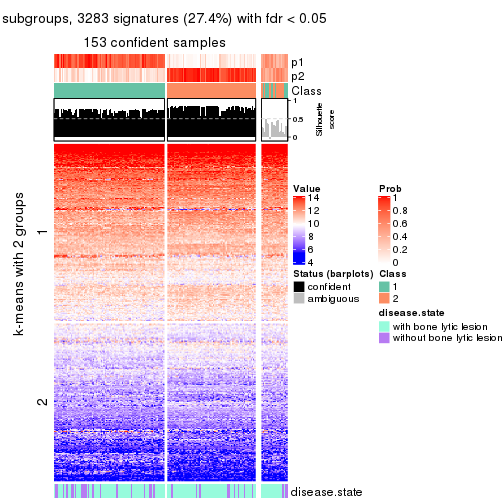 subgroups, 3283 signatures (27.4%) with fdr < 0.05
153 confident samples
p1
p2
Class
1
0.5
0
Silhouette
score
k-means with 2 groups
1
2
Value
14
12
10
8
6
4
Prob
1
0.8
0.6
0.4
0.2
0
Status (barplots)
confident
ambiguous
Class
1
2
disease.state
with bone lytic lesion
without bone lytic lesion
disease.state